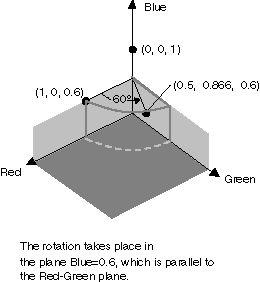 Blue
(0, 0, 1)
(1, 0, 0.6)
60°
(0.5, 0.866, 0.6)
Red
Green
The rotation takes place in
the plane Blue=0.6, which is parallel to
the Red-Green plane.